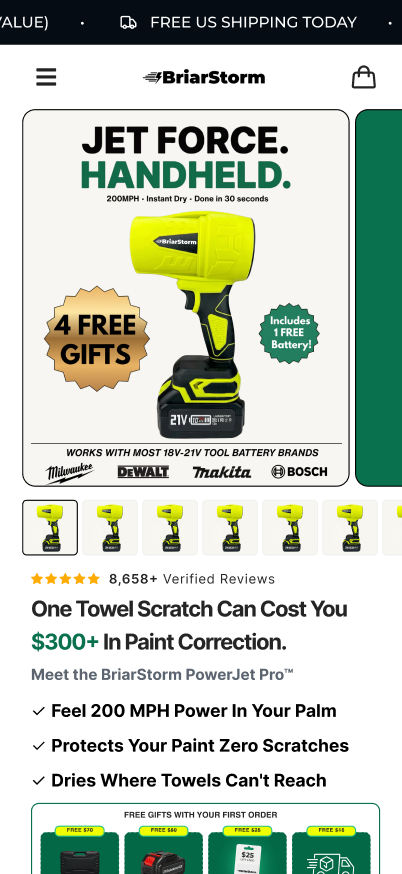 VALUE) • FREE US SHIPPING TODAY •
BriarStorm
JET FORCE.
HANDHELD.
200MPH • Instant Dry • Done in 30 seconds
BriarStorm
4 FREE
GIFTS
Includes
1 FREE
Battery!
21V
WORKS WITH MOST 18V-21V TOOL BATTERY BRANDS
Milwaukee DEWALT Makita BOSCH
8,658+ Verified Reviews
One Towel Scratch Can Cost You
$300+ In Paint Correction.
Meet the BriarStorm PowerJet Pro™
✓ Feel 200 MPH Power In Your Palm
✓ Protects Your Paint Zero Scratches
✓ Dries Where Towels Can't Reach
FREE GIFTS WITH YOUR FIRST ORDER
FREE $70 FREE $80 FREE $25 FREE $15
$25